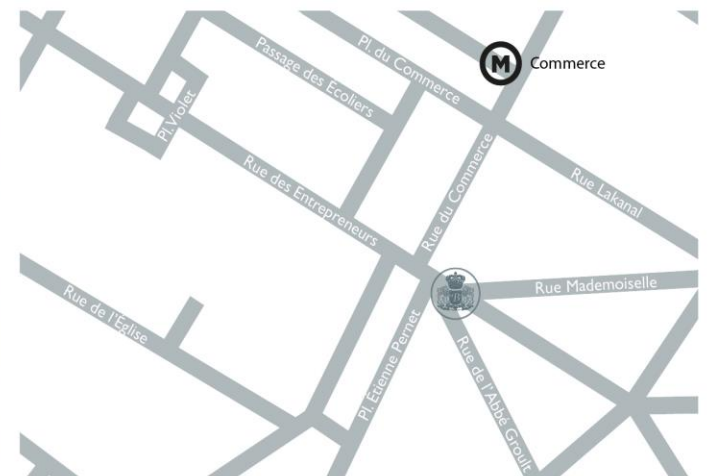 Passage des Ecoliers
Pl. du Commerce
M
Commerce
Pl. Violet
Rue des Entrepreneurs
Rue du Commerce
Rue Lakanal
Rue Mademoiselle
Rue de l'Eglise
Pl. Etienne Pernet
Rue de l'Abbé Groult
B